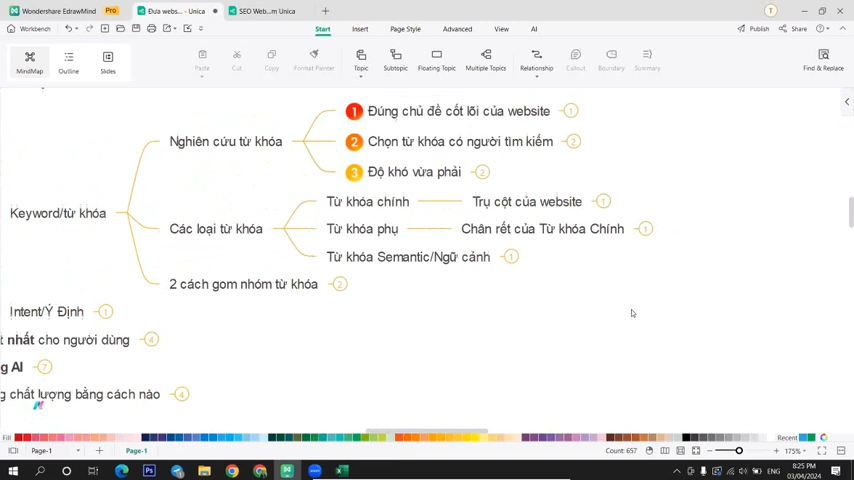 Wondershare EdrawMind Pro
Đưa webs... - Unica
SEO Web...m Unica
T
Workbench
Start Insert Page Style Advanced View AI
Publish Share
MindMap Outline Slides
Paste Cut Copy Format Painter
Topic Subtopic Floating Topic Multiple Topics
Relationship Callout Boundary Summary
Find & Replace
1 Đúng chủ đề cốt lõi của website 1
Nghiên cứu từ khóa
2 Chọn từ khóa có người tìm kiếm 2
3 Độ khó vừa phải 2
Từ khóa chính Trụ cột của website 1
Keyword/từ khóa
Các loại từ khóa
Từ khóa phụ Chân rết của Từ khóa Chính 1
Từ khóa Semantic/Ngữ cảnh 1
2 cách gom nhóm từ khóa 2
Intent/Ý Định 1
t nhất cho người dùng 4
g AI 7
g chất lượng bằng cách nào 4
Fill
Recent
Page-1
Page-1
Count: 657
175%
ENG
8:25 PM
03/04/2024